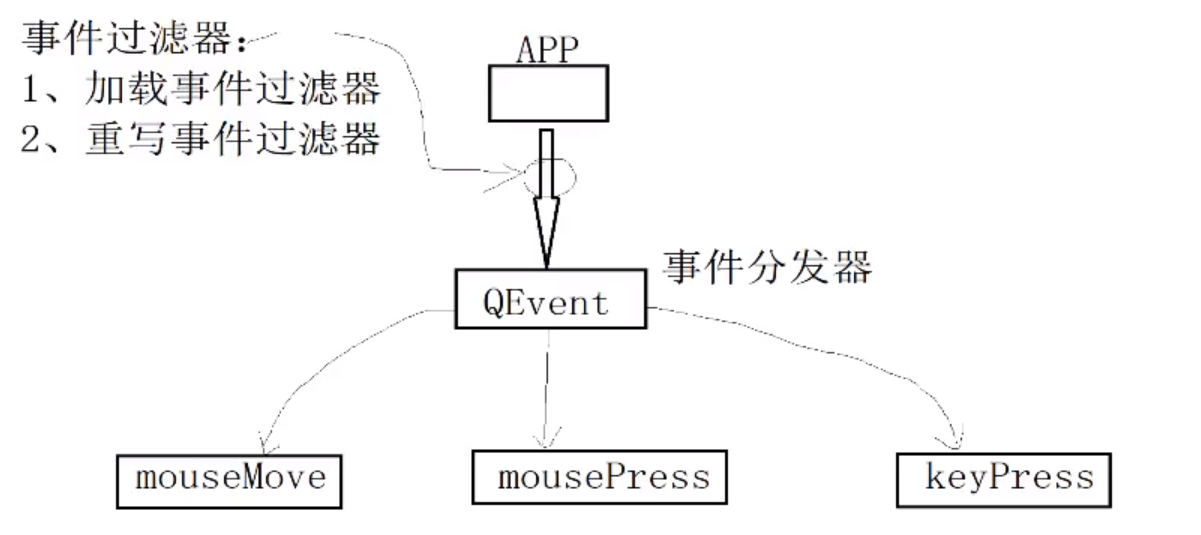 事件过滤器：
1、加载事件过滤器
2、重写事件过滤器
APP
事件分发器
QEvent
mouseMove
mousePress
keyPress